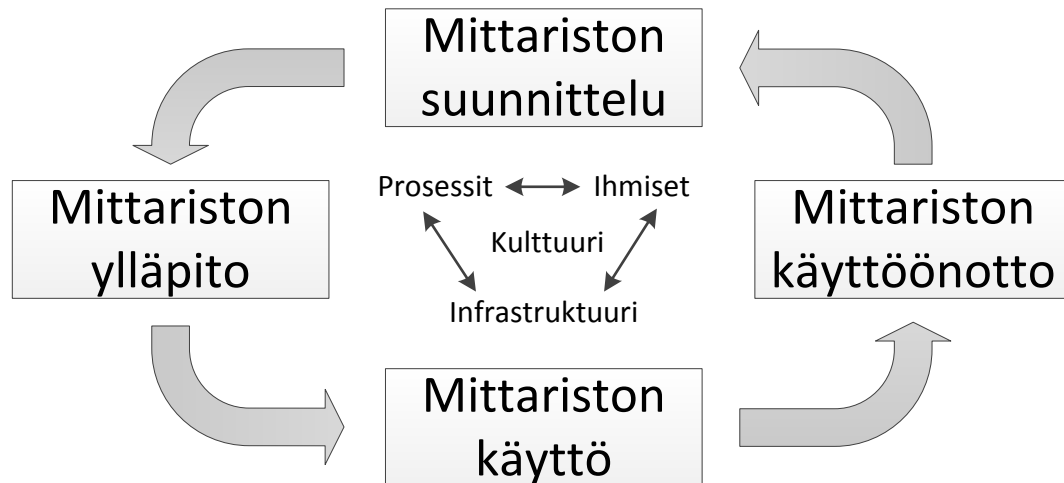 Mittariston
suunnittelu
Mittariston
ylläpito
Prosessit
Ihmiset
Kulttuuri
Infrastruktuuri
Mittariston
käyttöönotto
Mittariston
käyttö